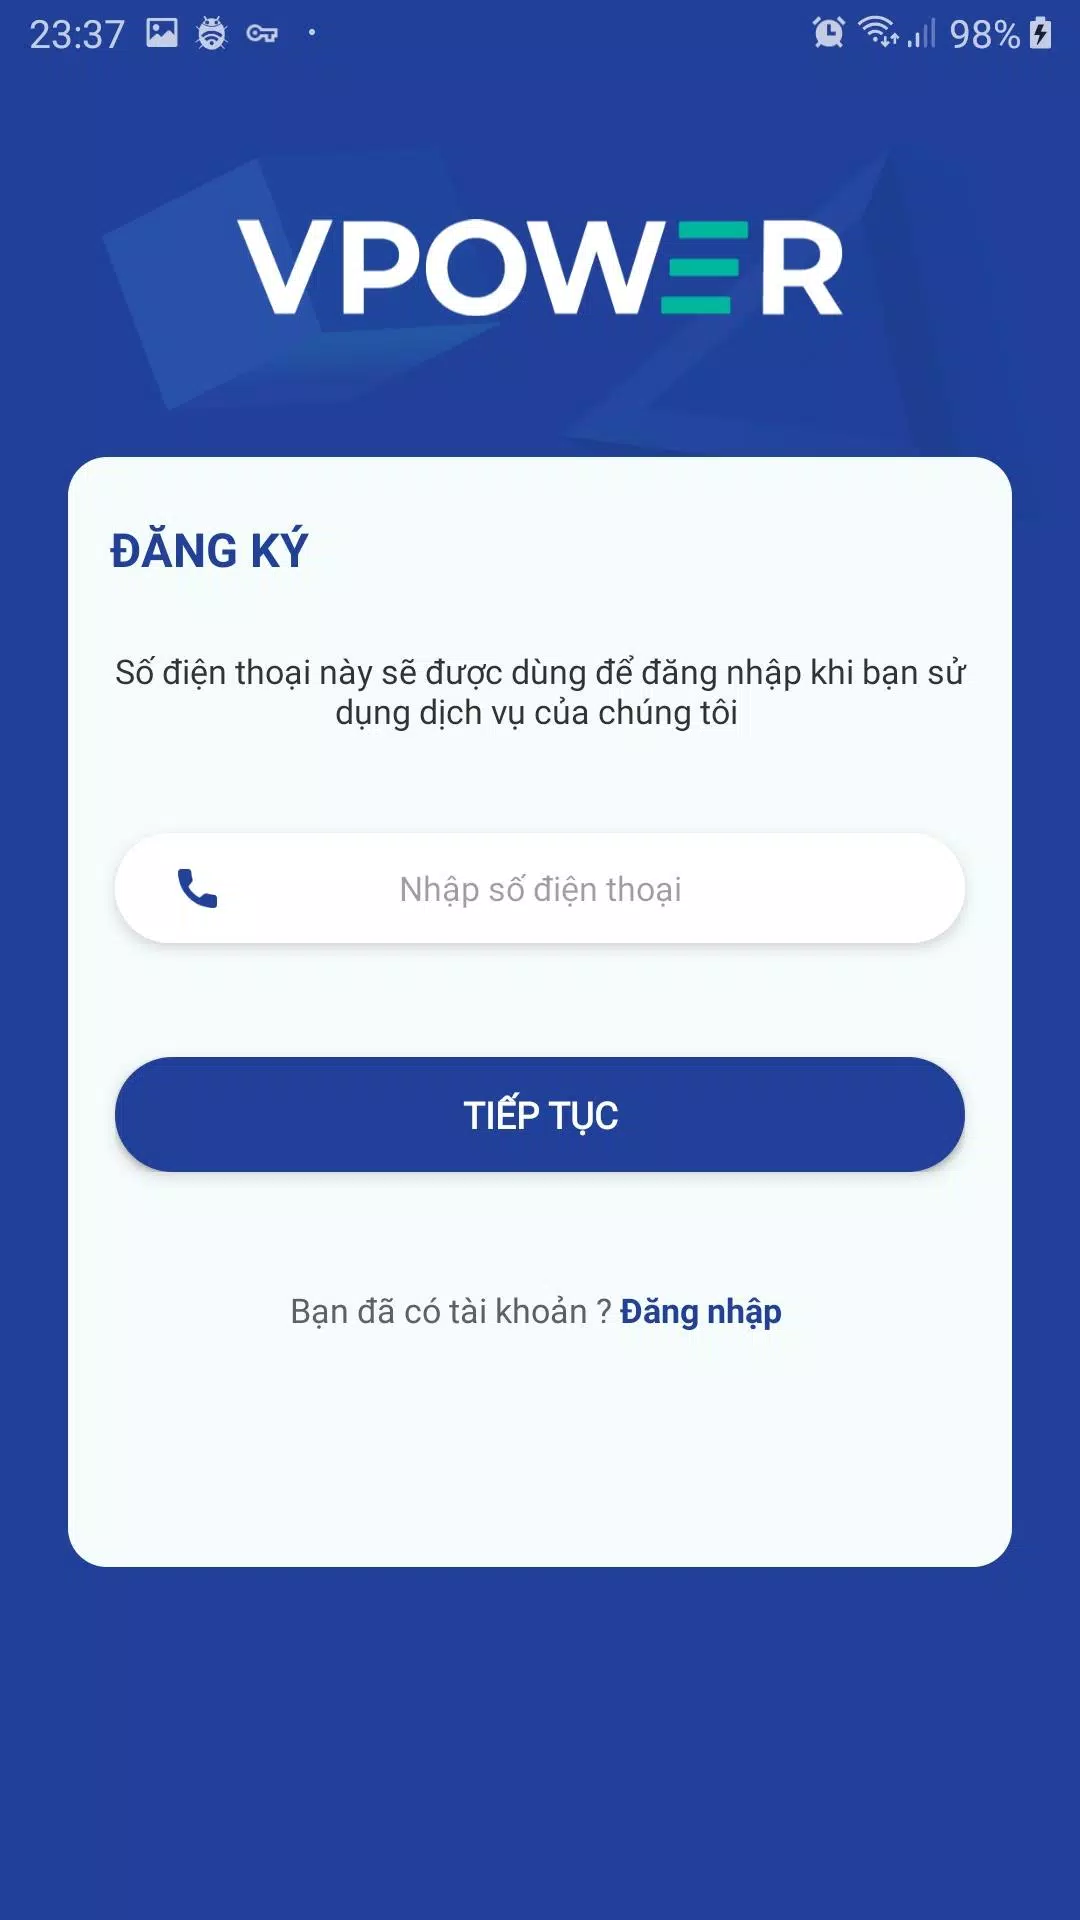 23:37
98%
VPOWER
ĐĂNG KÝ
Số điện thoại này sẽ được dùng để đăng nhập khi bạn sử
dụng dịch vụ của chúng tôi
Nhập số điện thoại
TIẾP TỤC
Bạn đã có tài khoản ? Đăng nhập